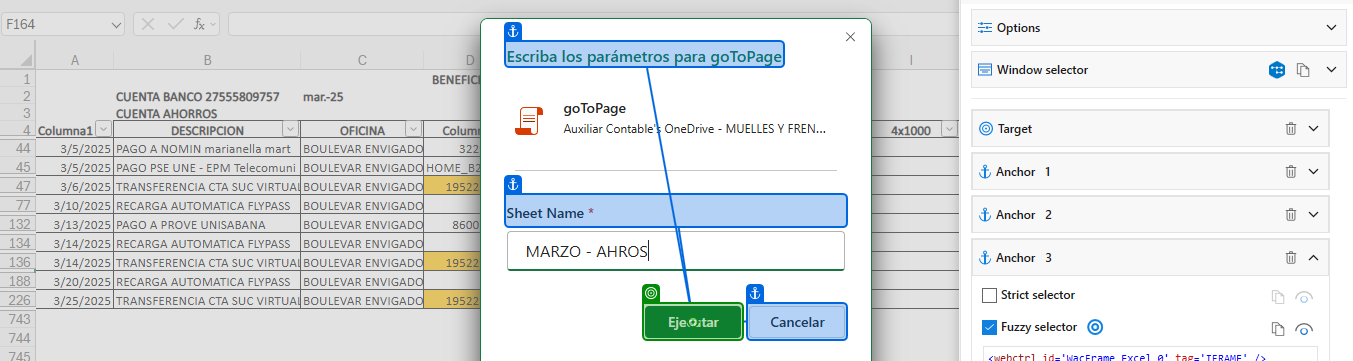 F164
fx
Options
Window selector
Target
Anchor 1
Anchor 2
Anchor 3
Strict selector
Fuzzy selector
<webctrl id='WacFrame_Excel_0' tag='IFRAME' />
A B C D I
1 BENEFIC
2 CUENTA BANCO 27555809757 mar.-25
3 CUENTA AHORROS
4 Columna1 DESCRIPCION OFICINA Colum 4x1000
44 3/5/2025 PAGO A NOMIN marianella mart BOULEVAR ENVIGADO 322
45 3/5/2025 PAGO PSE UNE - EPM Telecomuni BOULEVAR ENVIGADO HOME_B2
47 3/6/2025 TRANSFERENCIA CTA SUC VIRTUAL BOULEVAR ENVIGADO 19522
77 3/10/2025 RECARGA AUTOMATICA FLYPASS BOULEVAR ENVIGADO
132 3/13/2025 PAGO A PROVE UNISABANA BOULEVAR ENVIGADO 8600
134 3/14/2025 RECARGA AUTOMATICA FLYPASS BOULEVAR ENVIGADO
136 3/14/2025 TRANSFERENCIA CTA SUC VIRTUAL BOULEVAR ENVIGADO 19522
188 3/20/2025 RECARGA AUTOMATICA FLYPASS BOULEVAR ENVIGADO
226 3/25/2025 TRANSFERENCIA CTA SUC VIRTUAL BOULEVAR ENVIGADO 19522
743
744
745
Escriba los parámetros para goToPage
goToPage
Auxiliar Contable's OneDrive - MUELLES Y FREN...
Sheet Name *
MARZO - AHROS
Ejecutar Cancelar